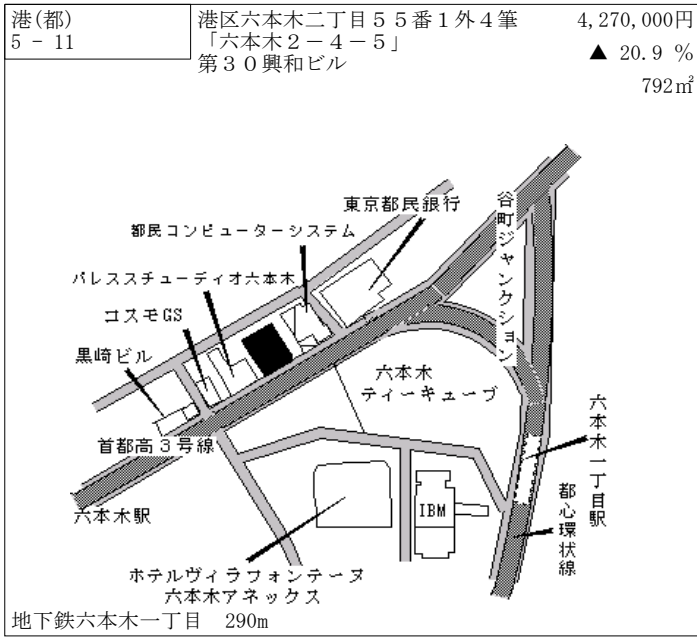 港(都)
5 - 11
港区六本木二丁目５５番１外４筆
「六本木２－４－５」
第３０興和ビル
4,270,000円
▲ 20.9 %
792㎡
谷町ジャンクション
東京都民銀行
都民コンピューターシステム
パレススチューディオ六本木
コスモGS
黒崎ビル
六本木
ティーキューブ
首都高３号線
六本木一丁目駅
都心環状線
IBM
六本木駅
ホテルヴィラフォンテーヌ
六本木アネックス
地下鉄六本木一丁目　290m